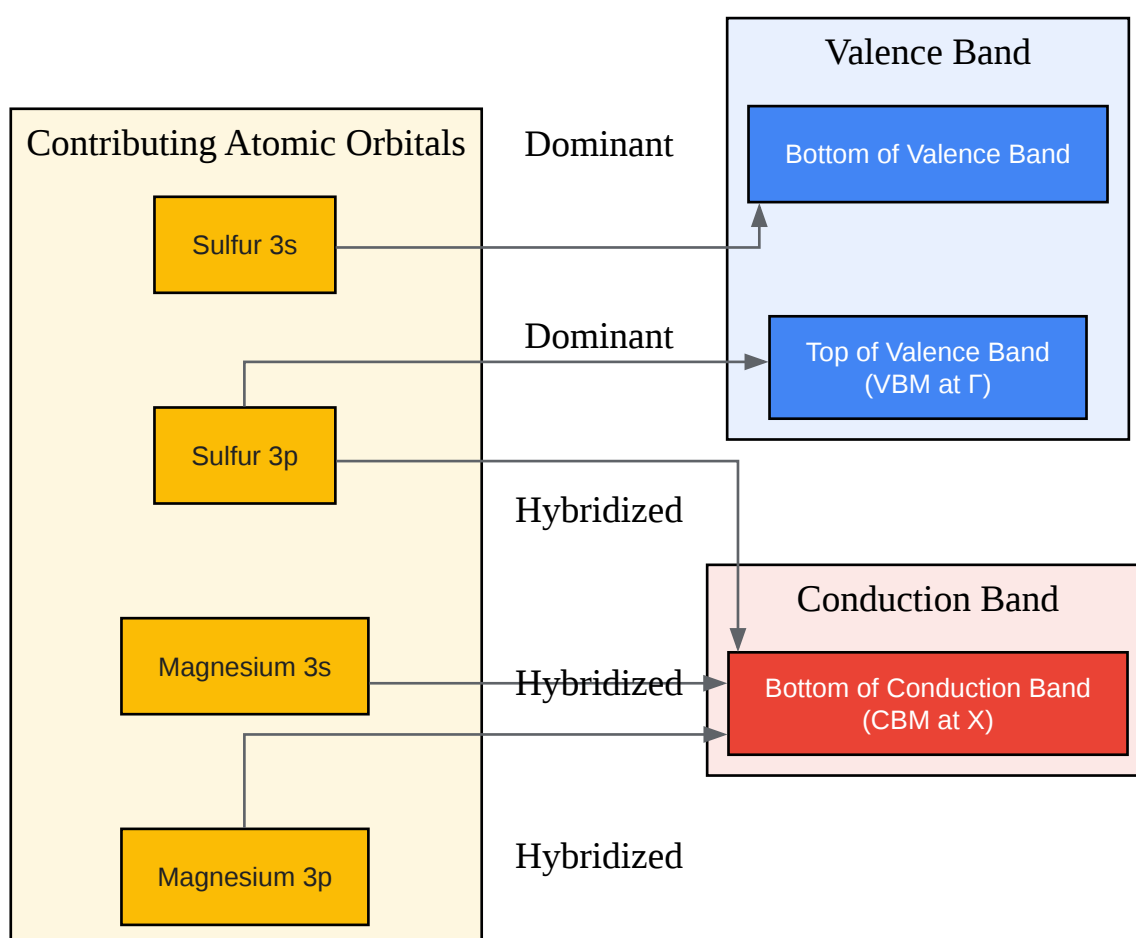 Valence Band
Contributing Atomic Orbitals
Dominant
Bottom of Valence Band
Sulfur 3s
Dominant
Top of Valence Band
(VBM at Γ)
Sulfur 3p
Hybridized
Conduction Band
Magnesium 3s
Hybridized
Bottom of Conduction Band
(CBM at X)
Hybridized
Magnesium 3p